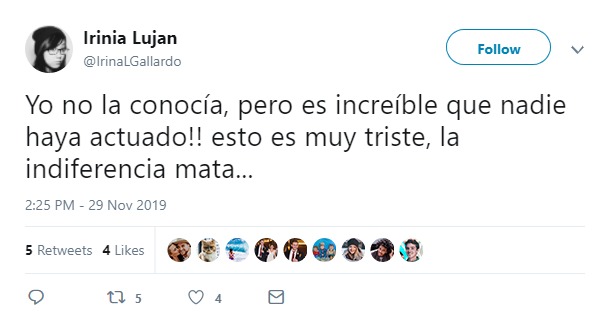 Irinia Lujan
@IrinaLGallardo
Follow
Yo no la conocía, pero es increíble que nadie
haya actuado!! esto es muy triste, la
indiferencia mata...
2:25 PM - 29 Nov 2019
5 Retweets 4 Likes
5 4